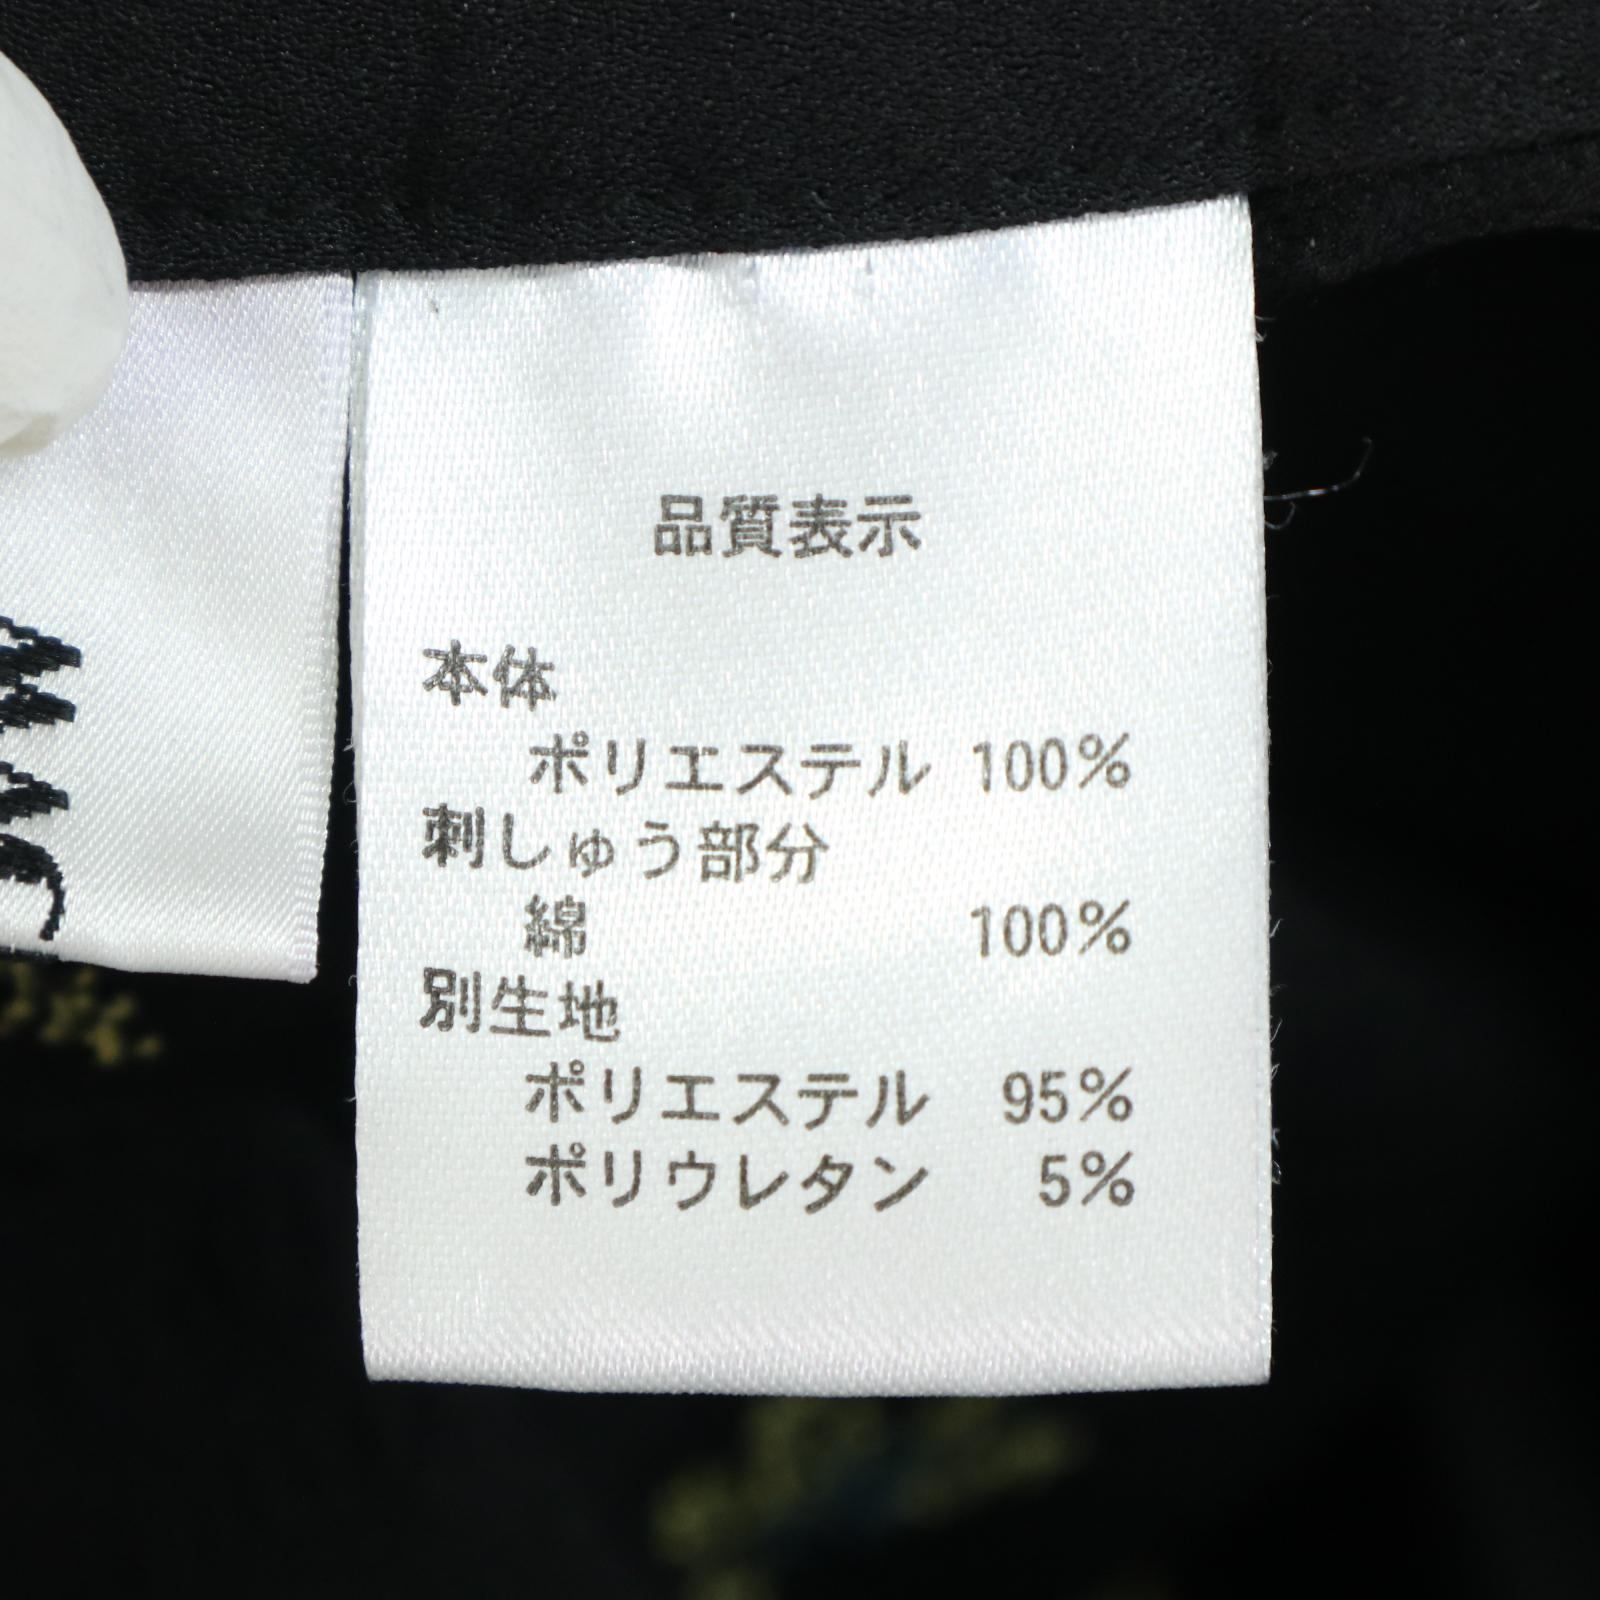 品質表示
本体
ポリエステル 100%
刺しゅう部分
綿 100%
別生地
ポリエステル 95%
ポリウレタン 5%